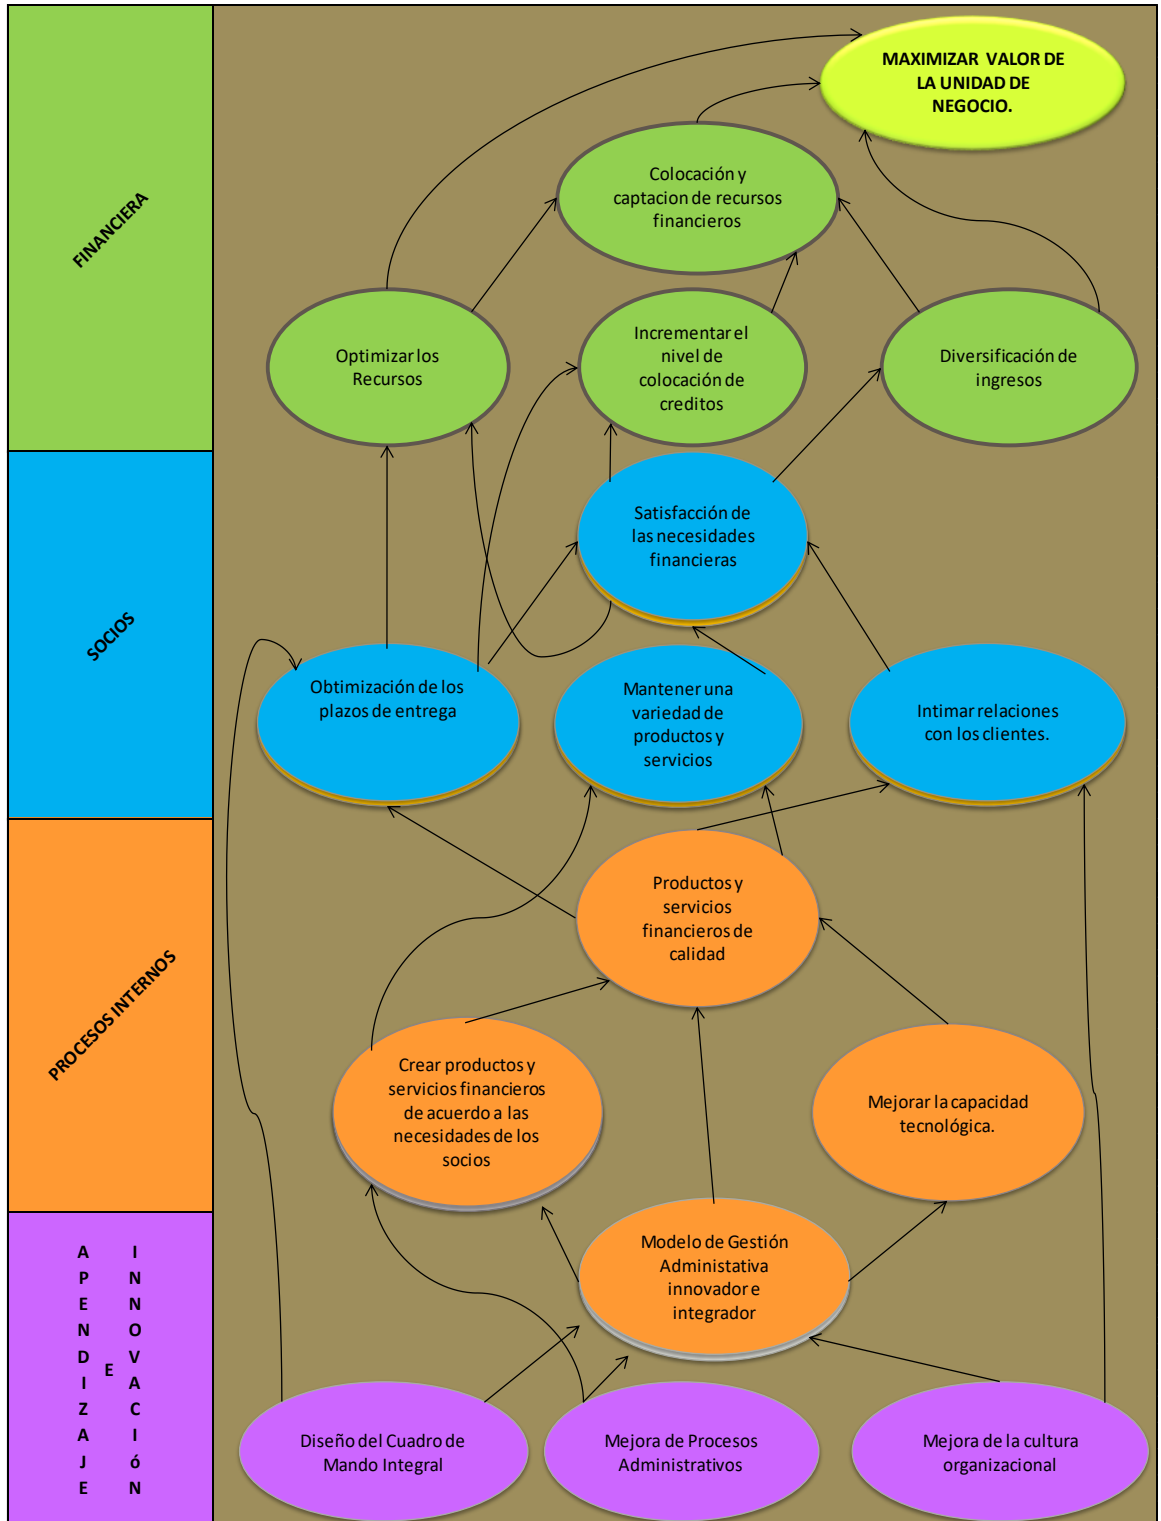 FINANCIERA
MAXIMIZAR VALOR DE
LA UNIDAD DE
NEGOCIO.
Colocación y
captacion de recursos
financieros
Optimizar los
Recursos
Incrementar el
nivel de
colocación de
creditos
Diversificación de
ingresos
SOCIOS
Satisfacción de
las necesidades
financieras
Obtimización de los
plazos de entrega
Mantener una
variedad de
productos y
servicios
Intimar relaciones
con los clientes.
PROCESOS INTERNOS
Productos y
servicios
financieros de
calidad
Crear productos y
servicios financieros
de acuerdo a las
necesidades de los
socios
Mejorar la capacidad
tecnológica.
Modelo de Gestión
Administativa
innovador e
integrador
APENDIZAJE
E
INNOVACIóN
Diseño del Cuadro de
Mando Integral
Mejora de Procesos
Administrativos
Mejora de la cultura
organizacional